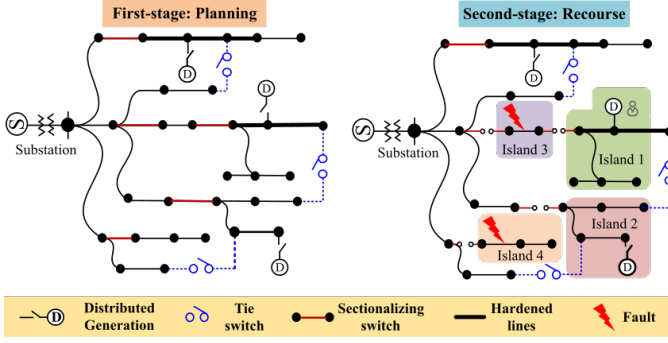 First-stage: Planning
Second-stage: Recourse
D
D
D
S
Substation
D
D
S
Substation
Island 3
Island 1
Island 2
Island 4
D
D
Distributed
Generation
Tie
switch
Sectionalizing
switch
Hardened
lines
Fault